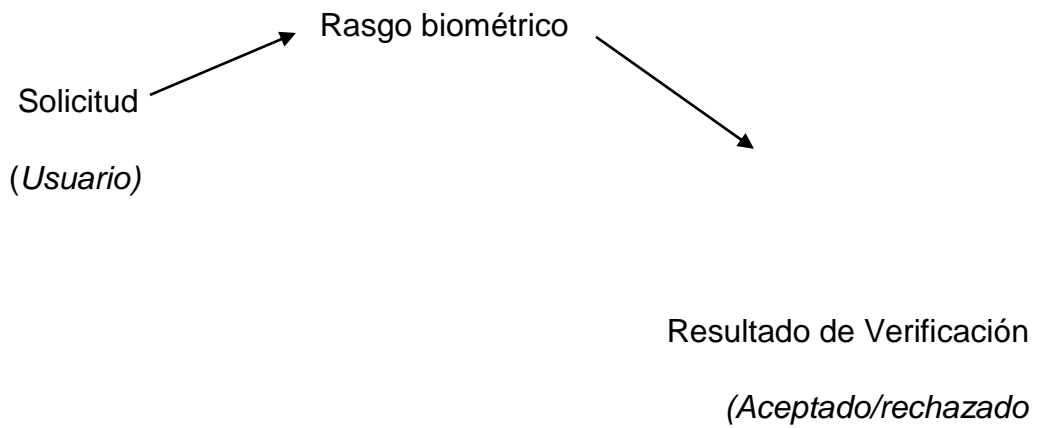 Rasgo biométrico
Solicitud
(Usuario)
Resultado de Verificación
(Aceptado/rechazado